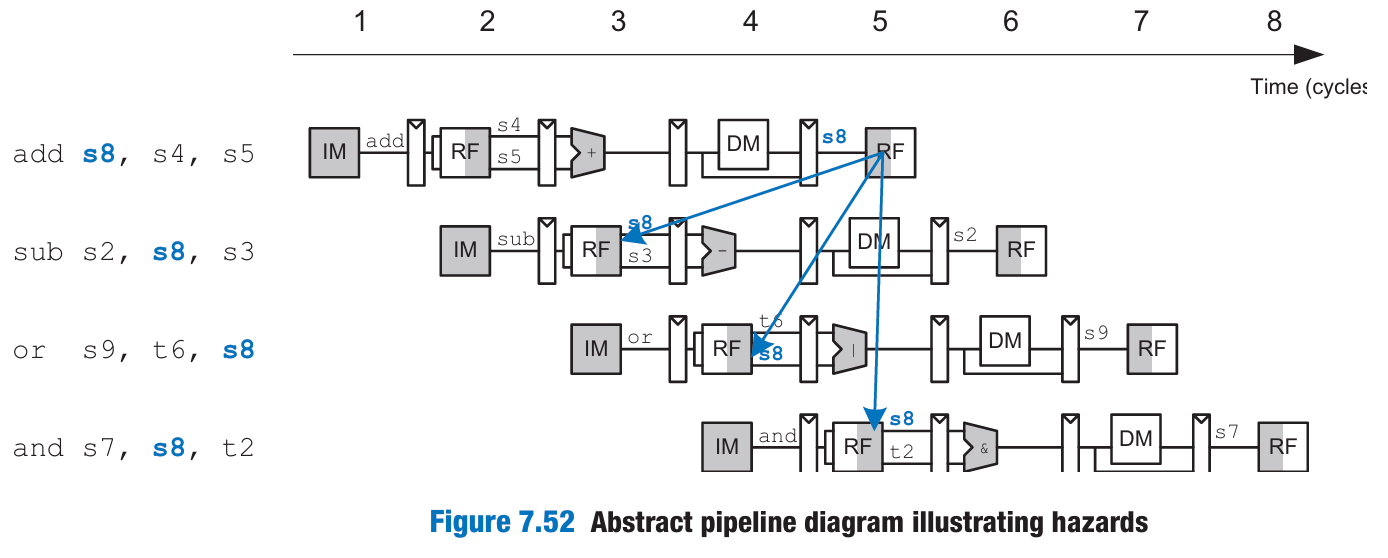 1 2 3 4 5 6 7 8
Time (cycles
add s8, s4, s5 IM add RF s4 s5 + DM s8 RF
sub s2, s8, s3 IM sub RF s8 s3 - DM s2 RF
or s9, t6, s8 IM or RF t6 s8 | DM s9 RF
and s7, s8, t2 IM and RF s8 t2 & DM s7 RF
Figure 7.52 Abstract pipeline diagram illustrating hazards